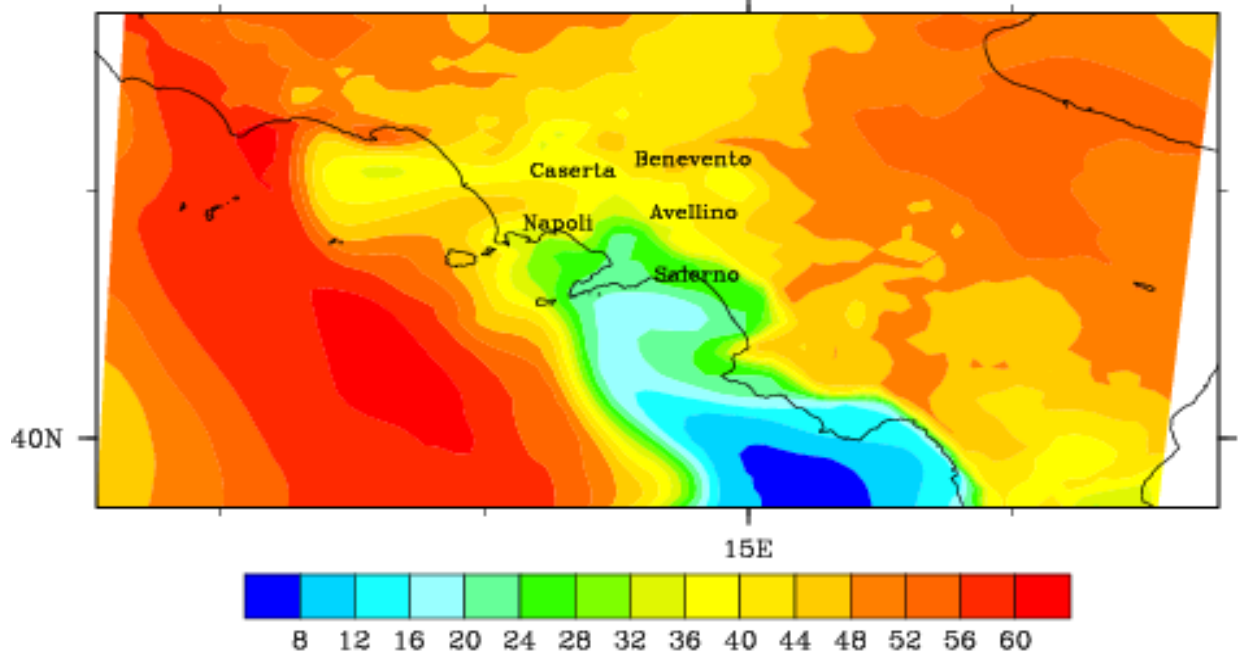 Benevento
Caserta
Avellino
Napoli
Salerno
40N
15E
8 12 16 20 24 28 32 36 40 44 48 52 56 60